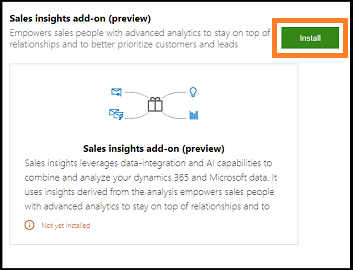 Sales insights add-on (preview)
Empowers sales people with advanced analytics to stay on top of
relationships and to better prioritize customers and leads
Install
Sales insights add-on (preview)
Sales insights leverages data-integration and AI capabilities to
combine and analyze your dynamics 365 and Microsoft data. It
uses insights derived from the analysis empowers sales people
with advanced analytics to stay on top of relationships and to
Not yet installed